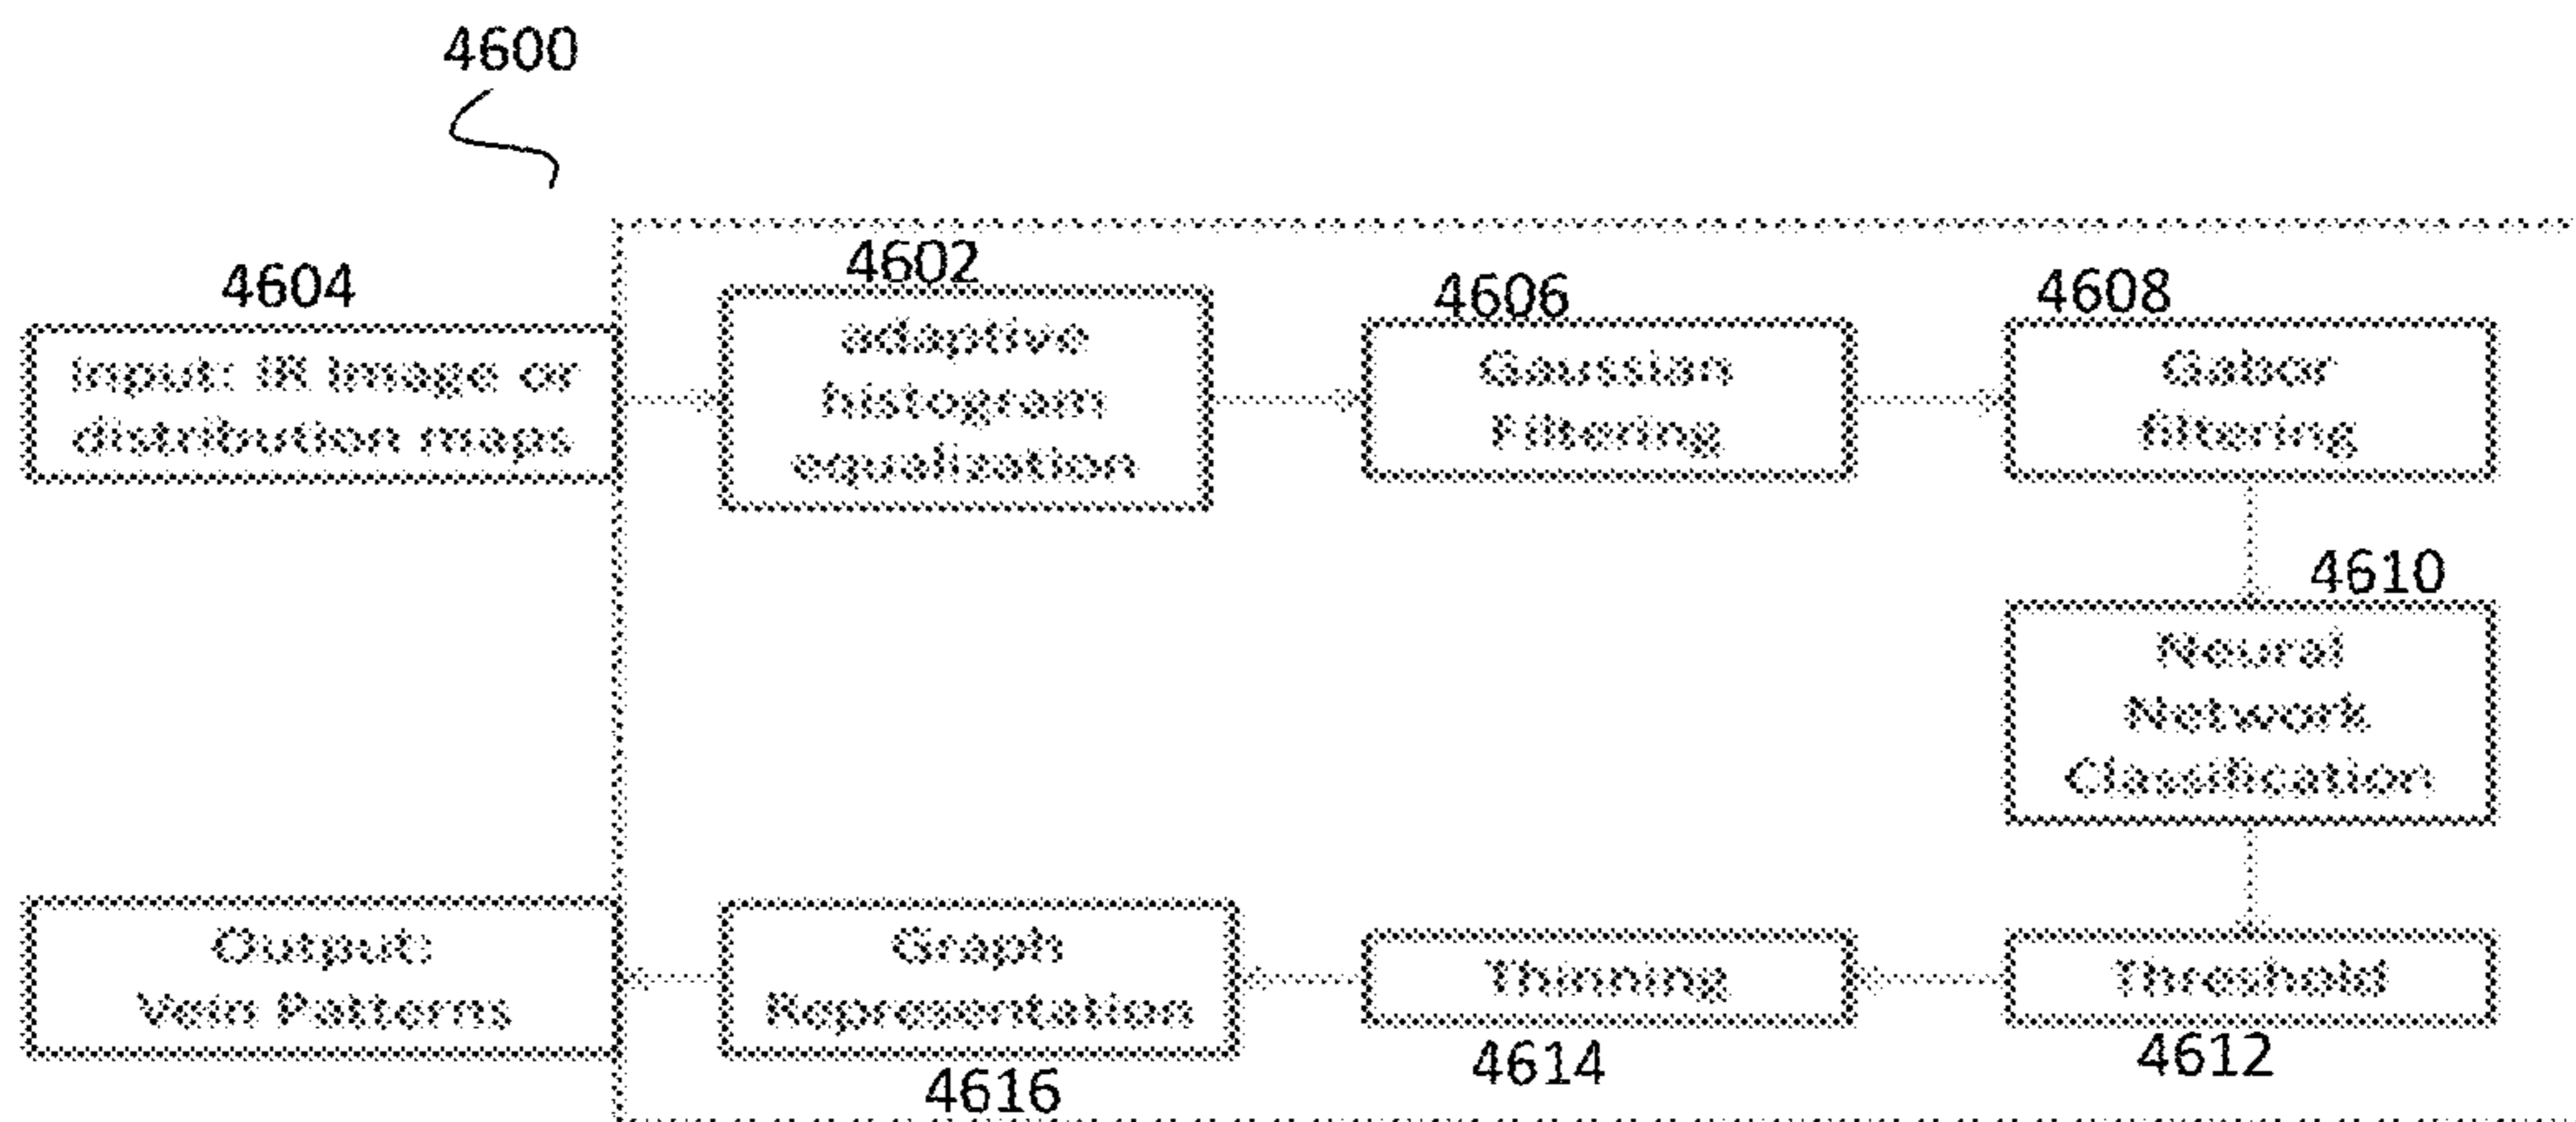 4600
4604
Input: IR Image or
distribution maps
4602
adaptive
histogram
equalization
4606
Gaussian
Filtering
4608
Gabor
filtering
4610
Neural
Network
Classification
Threshold
4612
Thinning
4614
Graph
Representation
4616
Output:
Vein Patterns